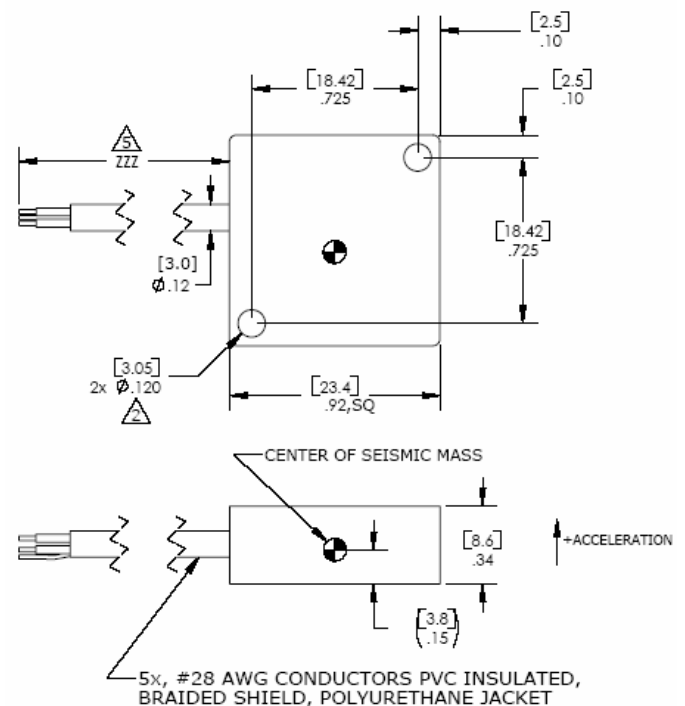 [2.5]
.10
[18.42]
.725
[2.5]
.10
5
ZZZ
[18.42]
.725
[3.0]
Ø.12
[3.05]
2x Ø.120
2
[23.4]
.92,SQ
CENTER OF SEISMIC MASS
[8.6]
.34
+ACCELERATION
([3.8]
.15)
5x, #28 AWG CONDUCTORS PVC INSULATED,
BRAIDED SHIELD, POLYURETHANE JACKET